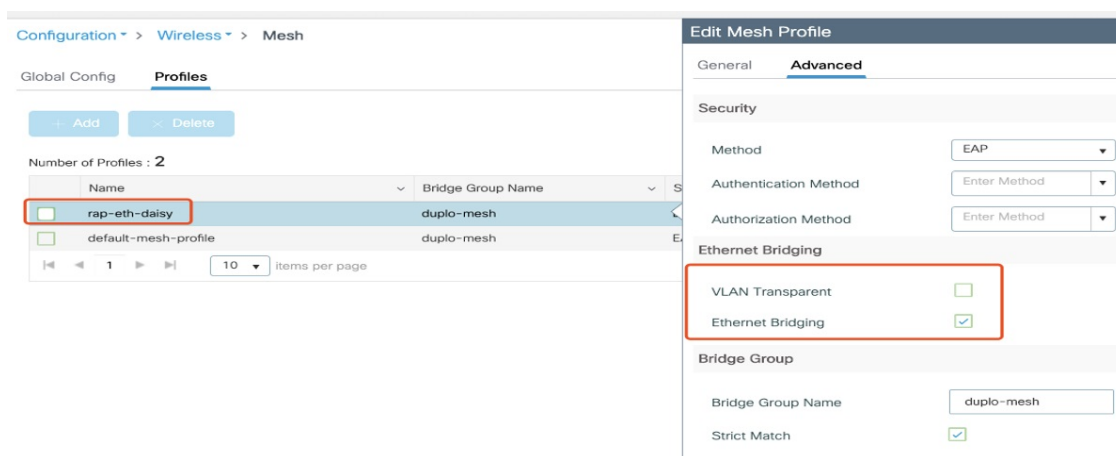 Configuration > Wireless > Mesh
Global Config Profiles
+ Add × Delete
Number of Profiles : 2
Name Bridge Group Name S
rap-eth-daisy duplo-mesh
default-mesh-profile duplo-mesh
1 10 items per page
Edit Mesh Profile
General Advanced
Security
Method EAP
Authentication Method Enter Method
Authorization Method Enter Method
Ethernet Bridging
VLAN Transparent
Ethernet Bridging
Bridge Group
Bridge Group Name duplo-mesh
Strict Match